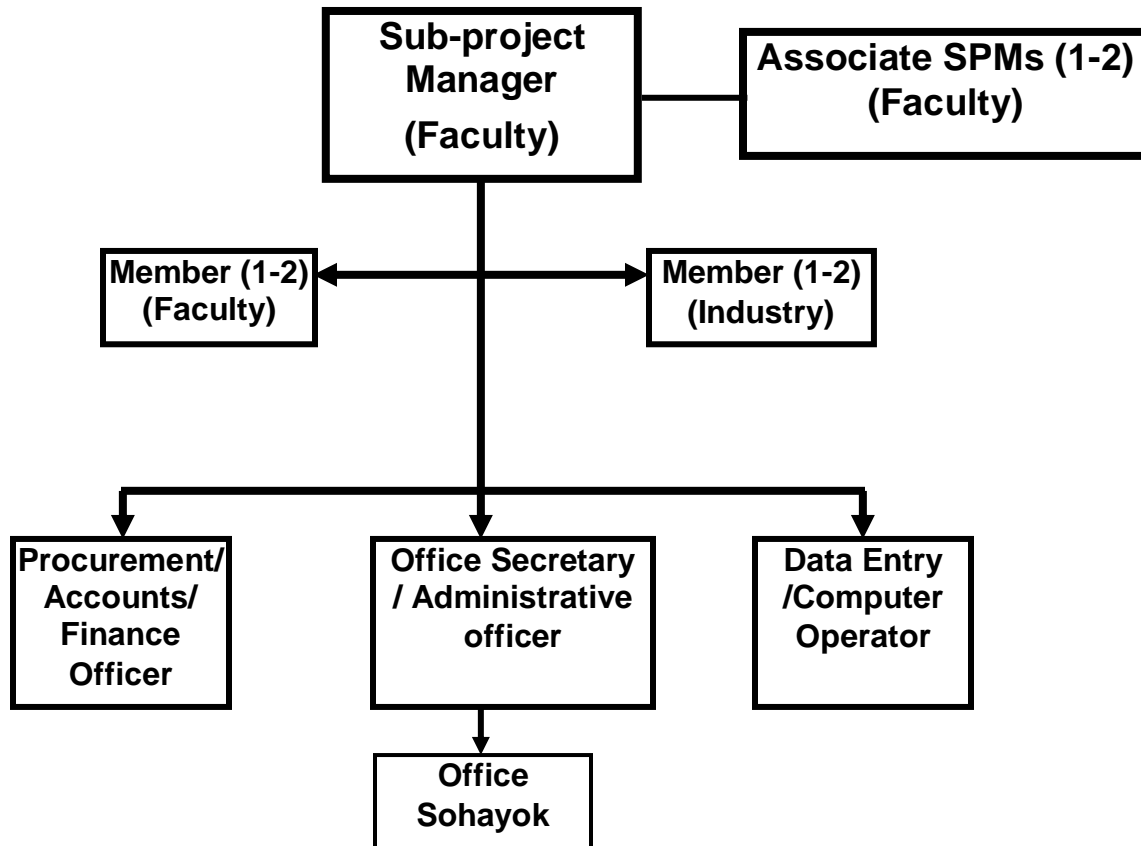 Sub-project
Manager
(Faculty)
Associate SPMs (1-2)
(Faculty)
Member (1-2)
(Faculty)
Member (1-2)
(Industry)
Procurement/
Accounts/
Finance
Officer
Office Secretary
/ Administrative
officer
Data Entry
/Computer
Operator
Office
Sohayok